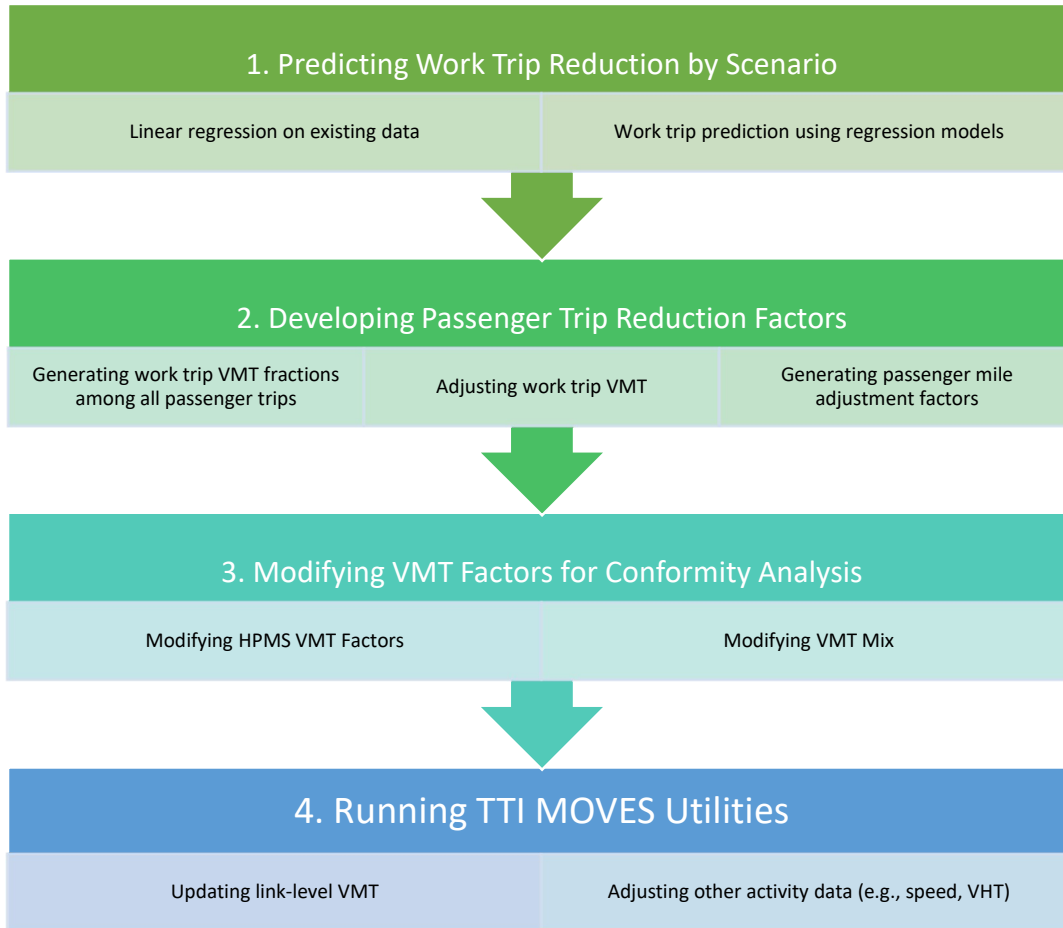 1. Predicting Work Trip Reduction by Scenario
Linear regression on existing data
Work trip prediction using regression models
2. Developing Passenger Trip Reduction Factors
Generating work trip VMT fractions
among all passenger trips
Adjusting work trip VMT
Generating passenger mile
adjustment factors
3. Modifying VMT Factors for Conformity Analysis
Modifying HPMS VMT Factors
Modifying VMT Mix
4. Running TTI MOVES Utilities
Updating link-level VMT
Adjusting other activity data (e.g., speed, VHT)